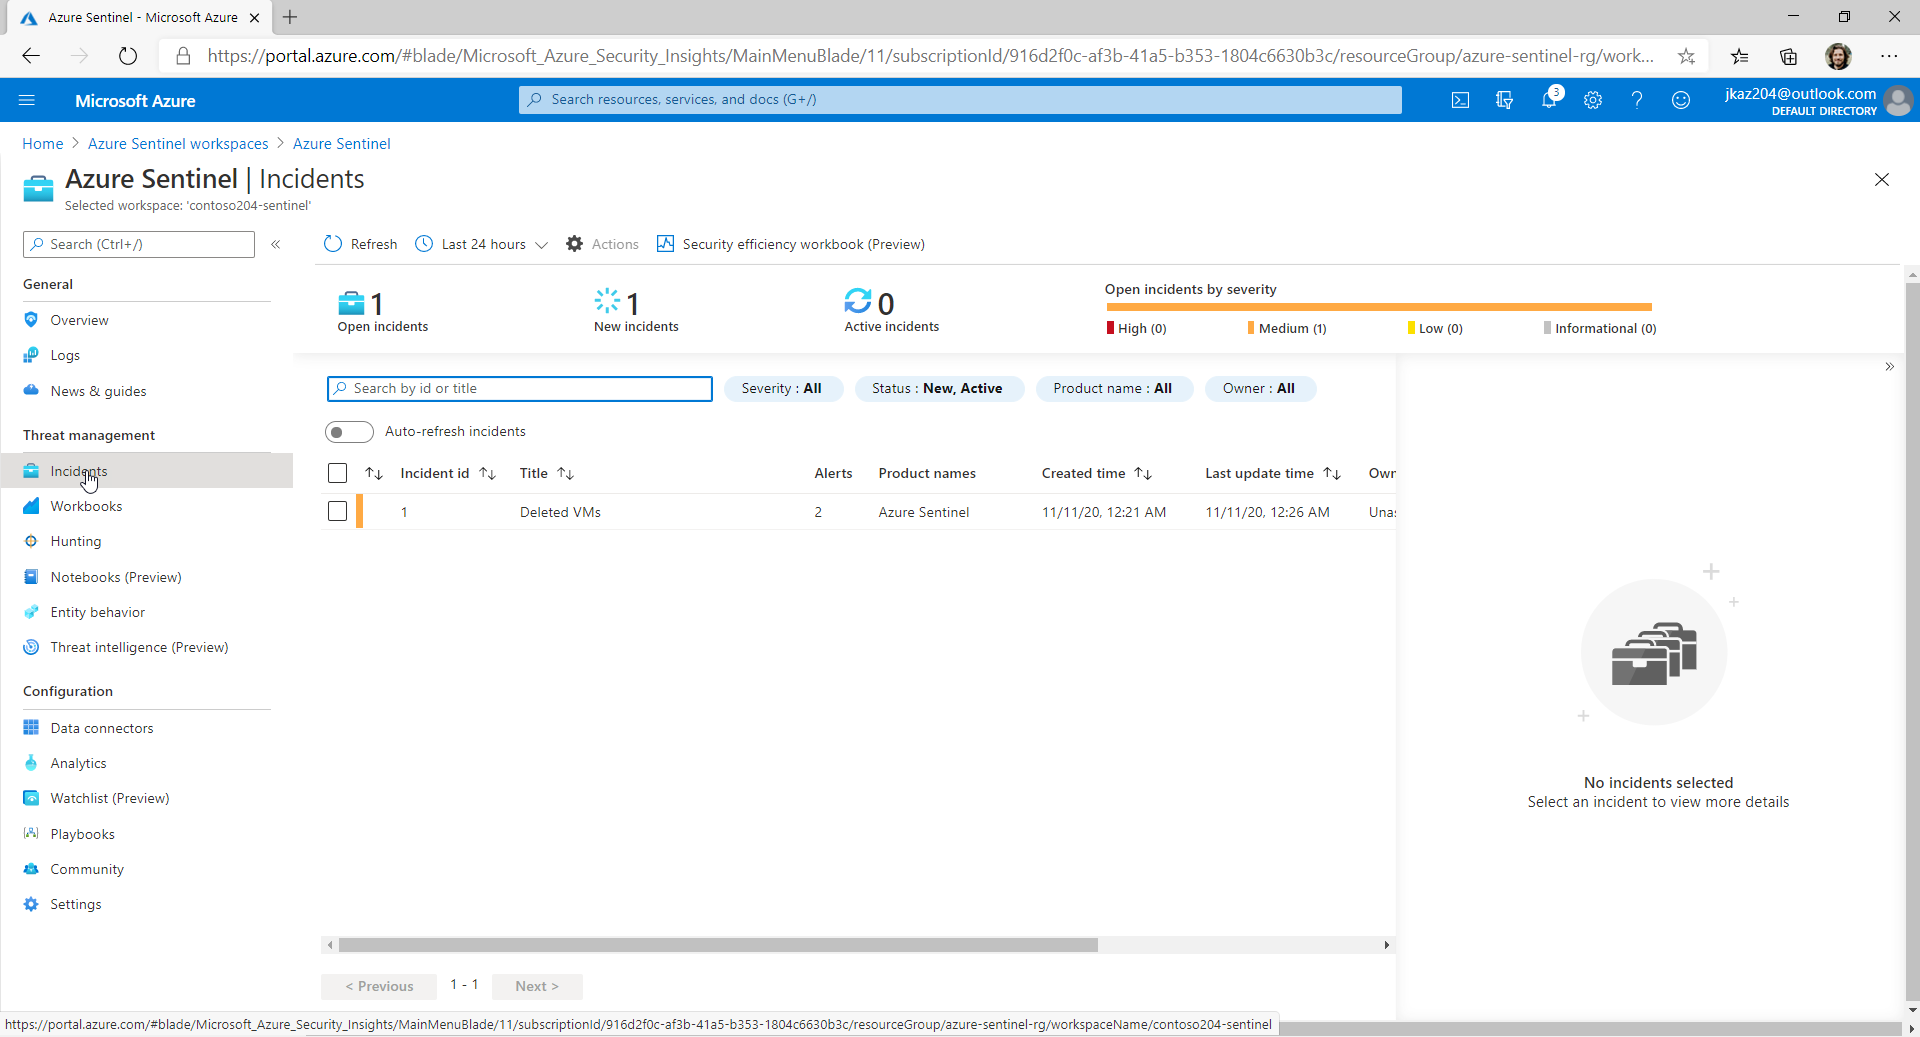 Azure Sentinel - Microsoft Azure
https://portal.azure.com/#blade/Microsoft_Azure_Security_Insights/MainMenuBlade/11/subscriptionId/916d2f0c-af3b-41a5-b353-1804c6630b3c/resourceGroup/azure-sentinel-rg/work...
Microsoft Azure
Search resources, services, and docs (G+/)
3
jkaz204@outlook.com
DEFAULT DIRECTORY
Home > Azure Sentinel workspaces > Azure Sentinel
Azure Sentinel | Incidents
Selected workspace: 'contoso204-sentinel'
Search (Ctrl+/)
«
Refresh
Last 24 hours
Actions
Security efficiency workbook (Preview)
General
Overview
Logs
News & guides
Threat management
Incidents
Workbooks
Hunting
Notebooks (Preview)
Entity behavior
Threat intelligence (Preview)
Configuration
Data connectors
Analytics
Watchlist (Preview)
Playbooks
Community
Settings
1
Open incidents
1
New incidents
0
Active incidents
Open incidents by severity
High (0) Medium (1) Low (0) Informational (0)
»
Search by id or title
Severity : All
Status : New, Active
Product name : All
Owner : All
Auto-refresh incidents
Incident id Title Alerts Product names Created time Last update time Own
1 Deleted VMs 2 Azure Sentinel 11/11/20, 12:21 AM 11/11/20, 12:26 AM Unas
No incidents selected
Select an incident to view more details
< Previous 1 - 1 Next >
https://portal.azure.com/#blade/Microsoft_Azure_Security_Insights/MainMenuBlade/11/subscriptionId/916d2f0c-af3b-41a5-b353-1804c6630b3c/resourceGroup/azure-sentinel-rg/workspaceName/contoso204-sentinel